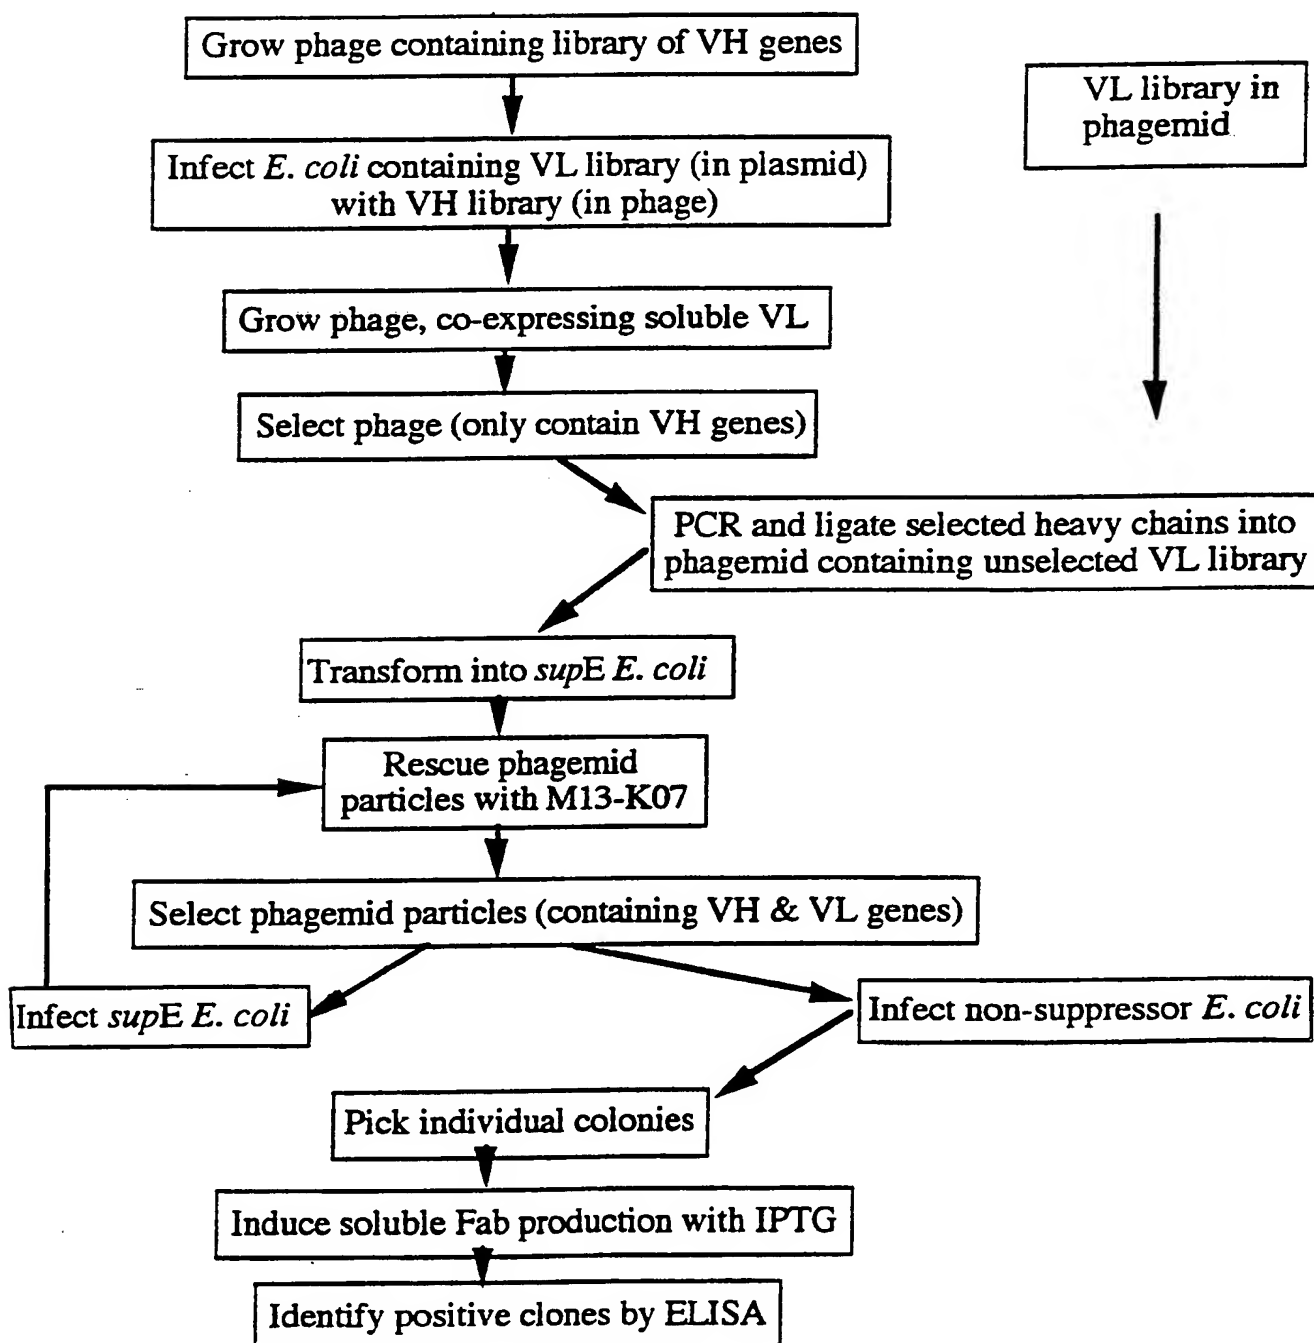 Grow phage containing library of VH genes
VL library in
phagemid
Infect E. coli containing VL library (in plasmid)
with VH library (in phage)
Grow phage, co-expressing soluble VL
Select phage (only contain VH genes)
PCR and ligate selected heavy chains into
phagemid containing unselected VL library
Transform into supE E. coli
Rescue phagemid
particles with M13-K07
Select phagemid particles (containing VH & VL genes)
Infect supE E. coli
Infect non-suppressor E. coli
Pick individual colonies
Induce soluble Fab production with IPTG
Identify positive clones by ELISA